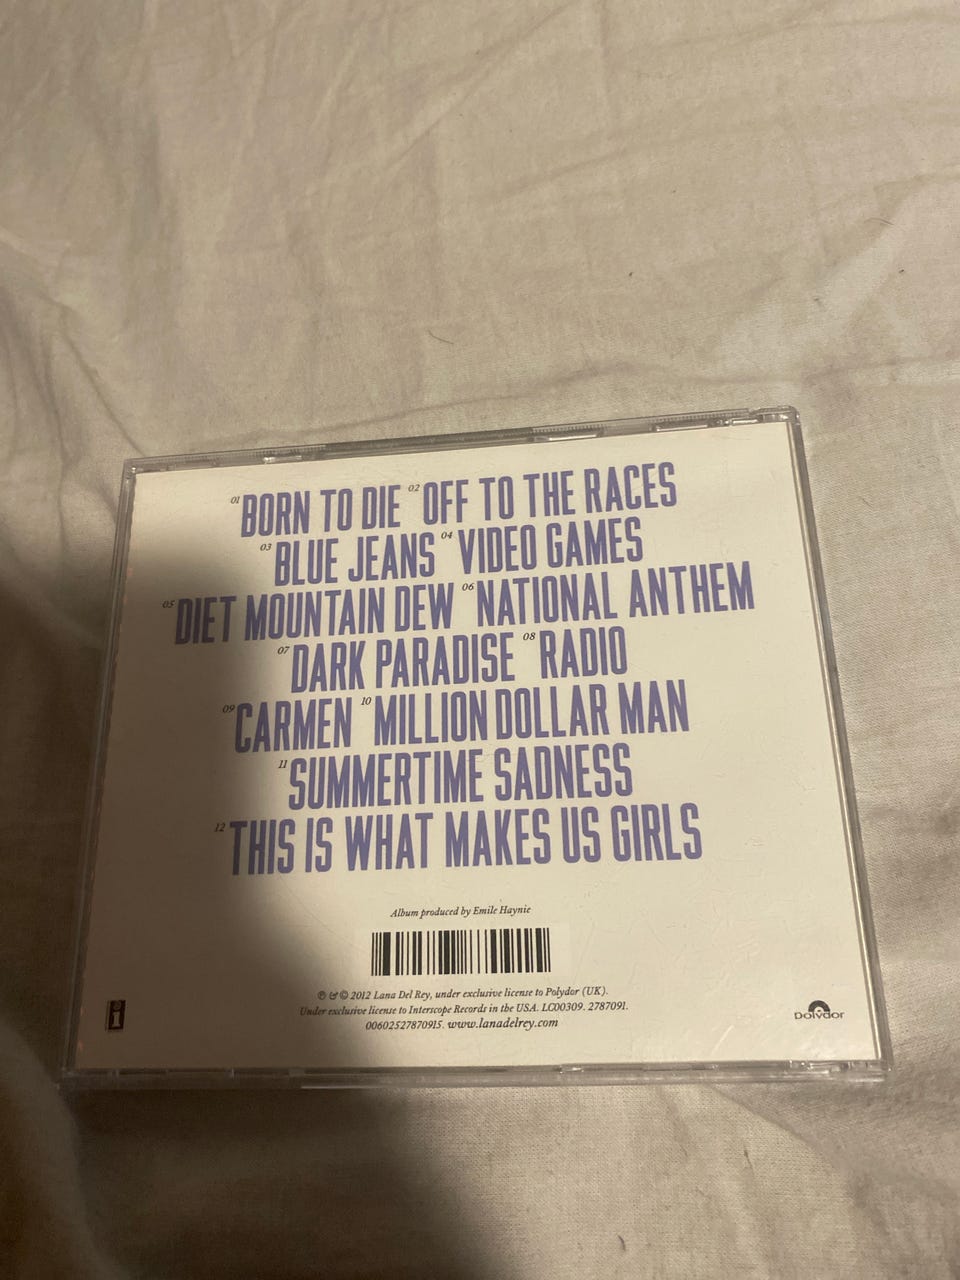 01 BORN TO DIE 02 OFF TO THE RACES
03 BLUE JEANS 04 VIDEO GAMES
05 DIET MOUNTAIN DEW 06 NATIONAL ANTHEM
07 DARK PARADISE 08 RADIO
09 CARMEN 10 MILLION DOLLAR MAN
11 SUMMERTIME SADNESS
12 THIS IS WHAT MAKES US GIRLS
Album produced by Emile Haynie
℗ & © 2012 Lana Del Rey, under exclusive license to Polydor (UK).
Under exclusive license to Interscope Records in the USA. LC00309. 2787091.
00602527870915. www.lanadelrey.com
i
polydor